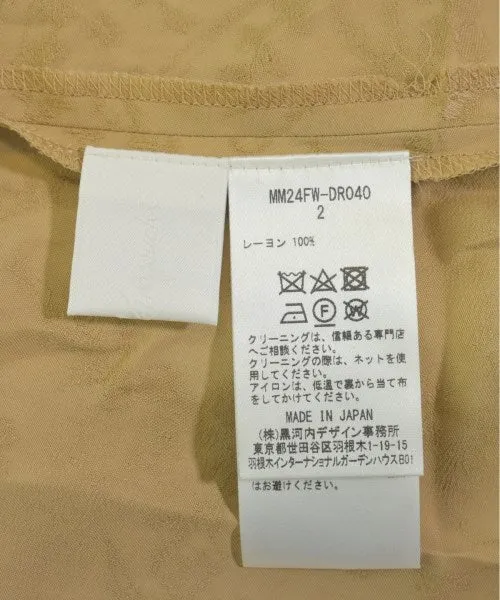 MM24FW-DR040
2
レーヨン 100%
F
W
クリーニングは、信頼ある専門店
へご相談ください。
クリーニングの際は、ネットを使
用してください。
アイロンは、低温で裏から当て布
をしてかけてください。
MADE IN JAPAN
(株)黒河内デザイン事務所
東京都世田谷区羽根木1-19-15
羽根木インターナショナルガーデンハウスB01
はお避けください。